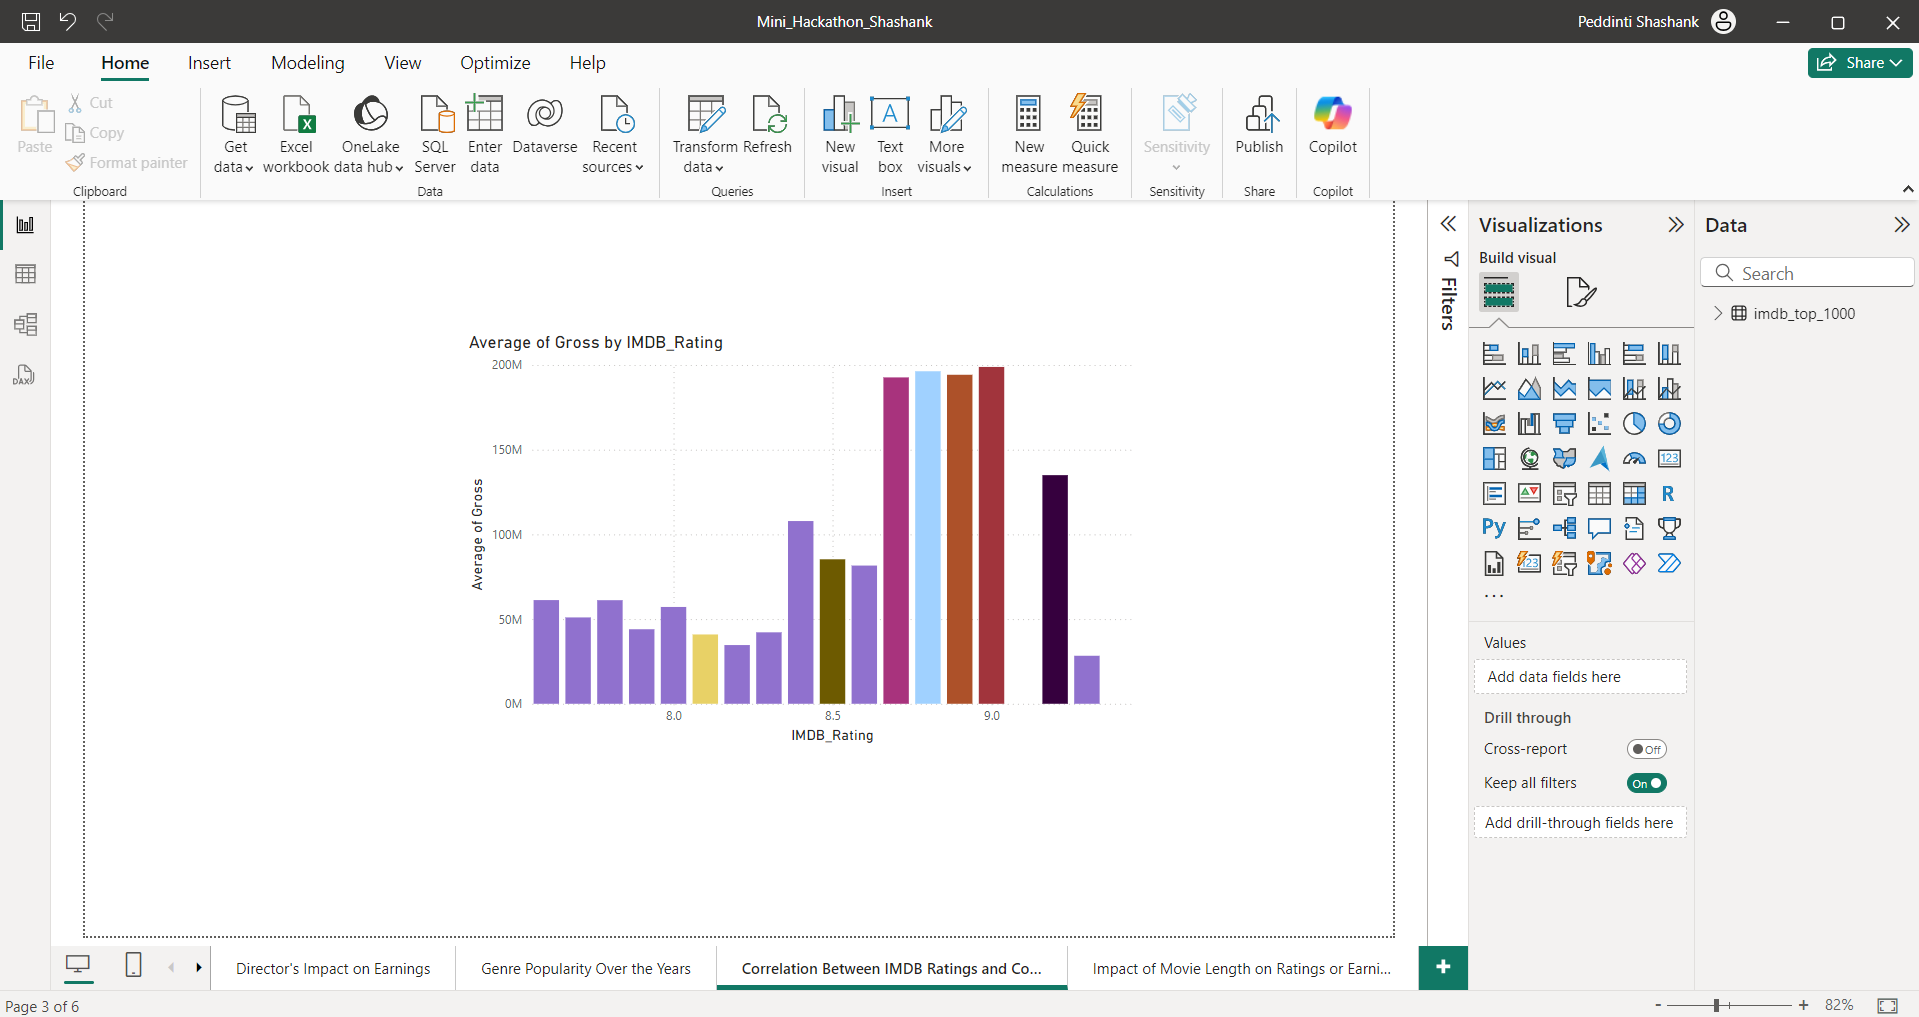 Mini_Hackathon_Shashank
Peddinti Shashank
File Home Insert Modeling View Optimize Help
Share
Paste
Cut
Copy
Format painter
Clipboard
Get data
Excel workbook
OneLake data hub
SQL Server
Enter data
Dataverse
Recent sources
Data
Transform data
Refresh
Queries
New visual
Text box
More visuals
Insert
New measure
Quick measure
Calculations
Sensitivity
Sensitivity
Publish
Share
Copilot
Copilot
DAX
Average of Gross by IMDB_Rating
200M
150M
100M
50M
0M
Average of Gross
8.0 8.5 9.0
IMDB_Rating
Filters
Visualizations
Build visual
123
R
Py
123
...
Values
Add data fields here
Drill through
Cross-report
Off
Keep all filters
On
Add drill-through fields here
Data
Search
imdb_top_1000
Director's Impact on Earnings
Genre Popularity Over the Years
Correlation Between IMDB Ratings and Co...
Impact of Movie Length on Ratings or Earni...
+
Page 3 of 6
- + 82%